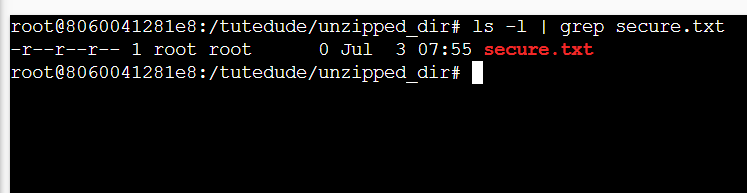 root@8060041281e8:/tutedude/unzipped_dir# ls -l | grep secure.txt
-r--r--r-- 1 root root     0 Jul  3 07:55 secure.txt
root@8060041281e8:/tutedude/unzipped_dir#